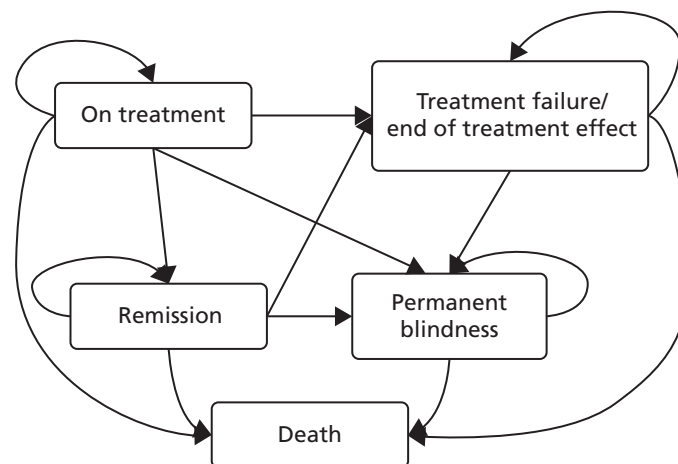 On treatment
Treatment failure/
end of treatment effect
Remission
Permanent
blindness
Death